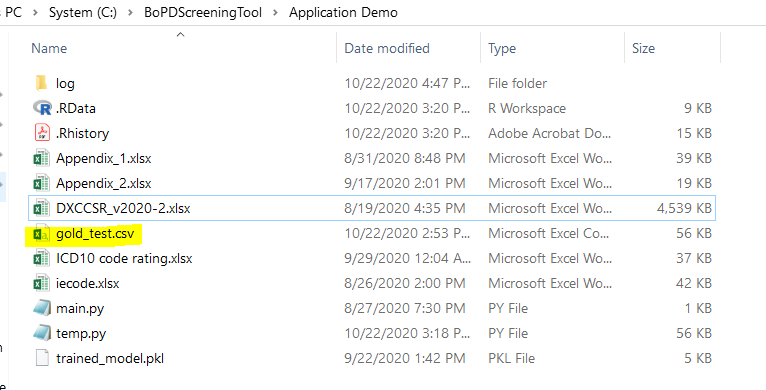 s PC > System (C:) > BoPDScreeningTool > Application Demo
Name Date modified Type Size
log 10/22/2020 4:47 P... File folder
.RData 10/22/2020 3:20 P... R Workspace 9 KB
.Rhistory 10/22/2020 3:20 P... Adobe Acrobat Do... 15 KB
Appendix_1.xlsx 8/31/2020 8:48 PM Microsoft Excel Wo... 39 KB
Appendix_2.xlsx 9/17/2020 2:01 PM Microsoft Excel Wo... 19 KB
DXCCSR_v2020-2.xlsx 8/19/2020 4:35 PM Microsoft Excel Wo... 4,539 KB
gold_test.csv 10/22/2020 2:53 P... Microsoft Excel Co... 56 KB
ICD10 code rating.xlsx 9/29/2020 12:04 A... Microsoft Excel Wo... 37 KB
iecode.xlsx 8/26/2020 2:00 PM Microsoft Excel Wo... 42 KB
main.py 8/27/2020 7:30 PM PY File 1 KB
temp.py 10/22/2020 3:18 P... PY File 56 KB
trained_model.pkl 9/22/2020 1:42 PM PKL File 5 KB